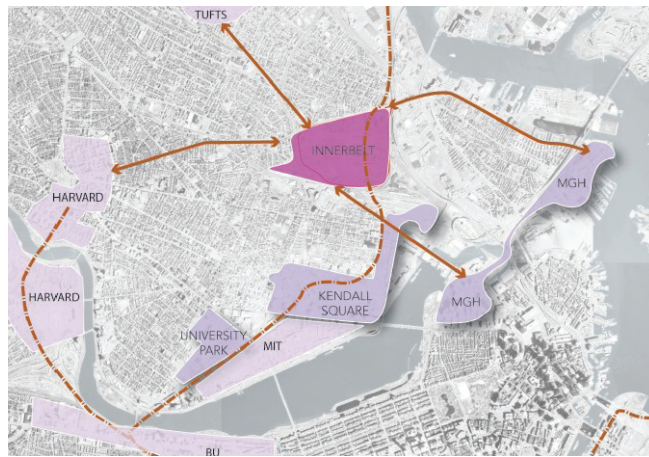 TUFTS
INNERBELT
HARVARD
MGH
HARVARD
MGH
KENDALL
SQUARE
UNIVERSITY
PARK
MIT
BU